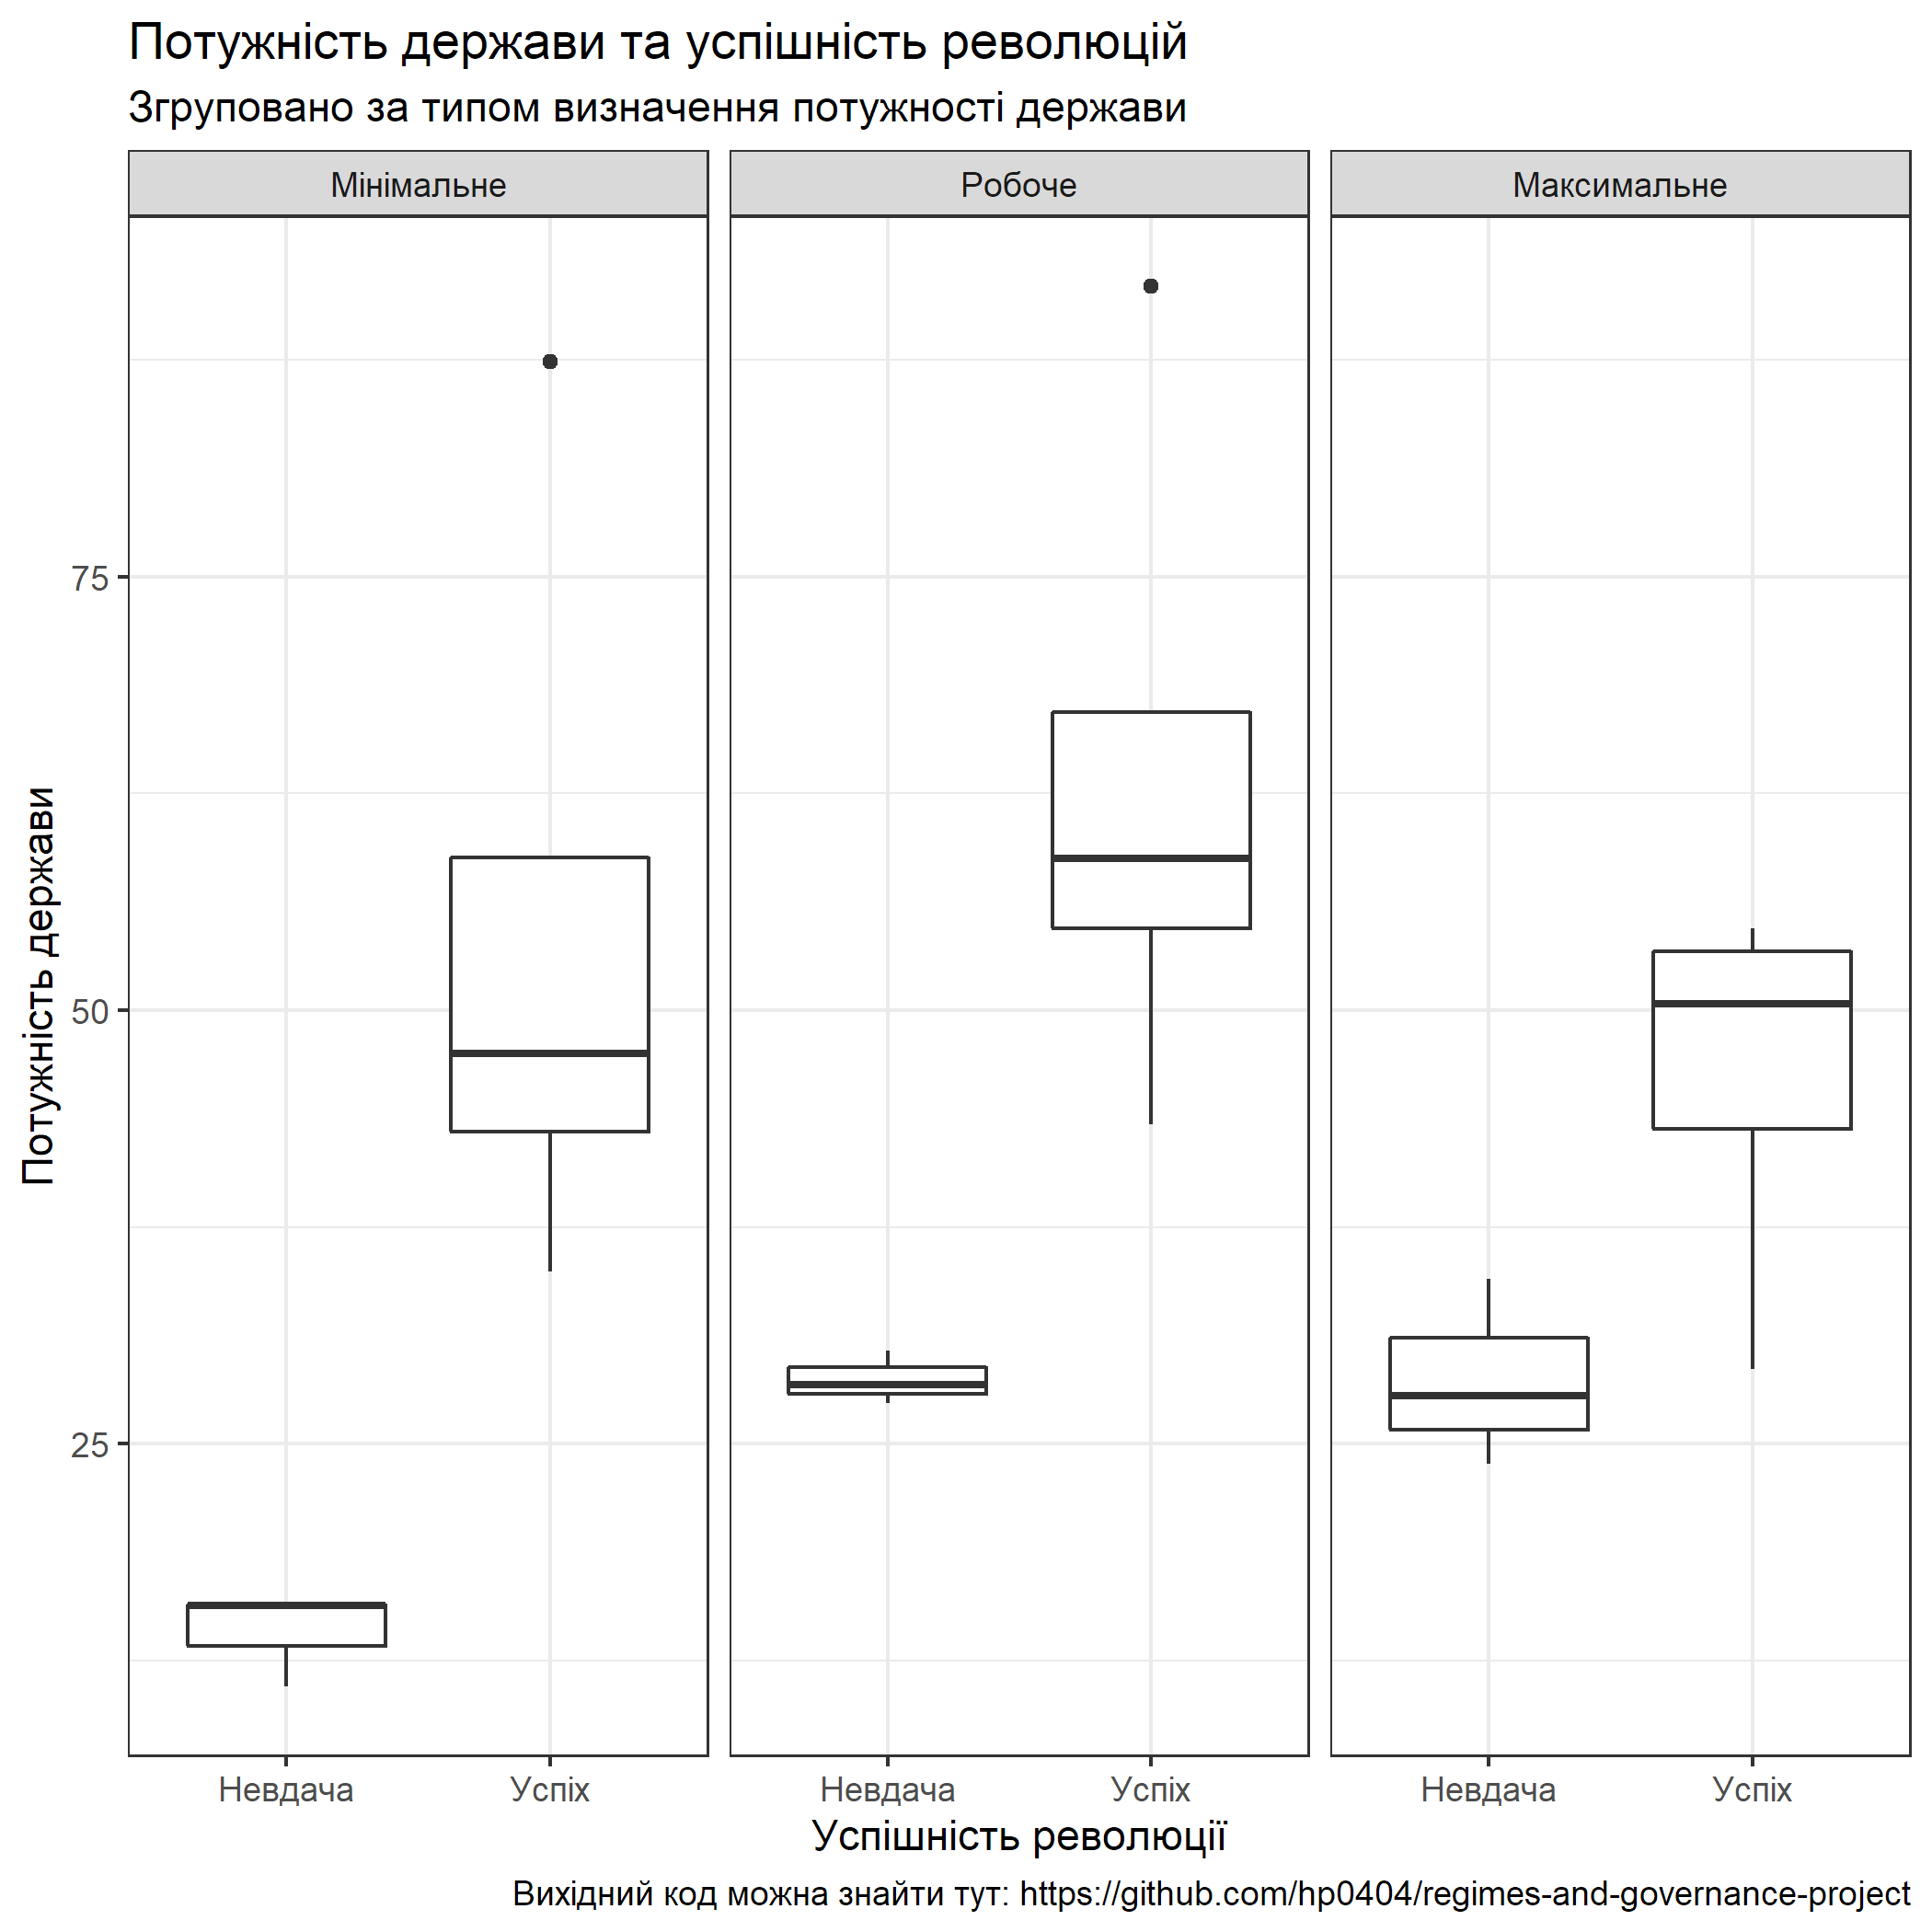 Потужність держави та успішність революцій
Згруповано за типом визначення потужності держави
Мінімальне
Робоче
Максимальне
Потужність держави
75
50
25
Невдача
Успіх
Невдача
Успіх
Невдача
Успіх
Успішність революції
Вихідний код можна знайти тут: https://github.com/hp0404/regimes-and-governance-project